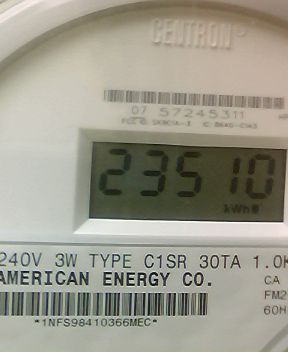 CENTRON®
07 57245311
23510
kWh
240V 3W TYPE C1SR 30TA 1.0K
AMERICAN ENERGY CO.
CA
FM2
60H
*1NFS98410366MEC*